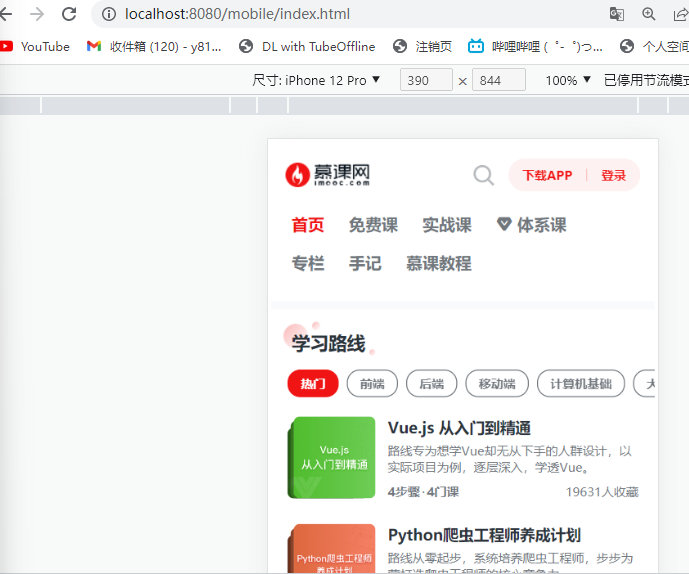 localhost:8080/mobile/index.html
YouTube 收件箱 (120) - y81... DL with TubeOffline 注销页 哔哩哔哩 (゜-゜)つ... 个人空间
尺寸: iPhone 12 Pro ▼ 390 × 844 100% ▼ 已停用节流模式
慕课网
imooc.com
下载APP 登录
首页 免费课 实战课 体系课
专栏 手记 慕课教程
学习路线
热门 前端 后端 移动端 计算机基础
Vue.js
从入门到精通
Vue.js 从入门到精通
路线专为想学Vue却无从下手的人群设计，以
实际项目为例，逐层深入，学透Vue。
4步骤·4门课 19631人收藏
Python爬虫工程师
养成计划
Python爬虫工程师养成计划
路线从零起步，系统培养爬虫工程师，步步为